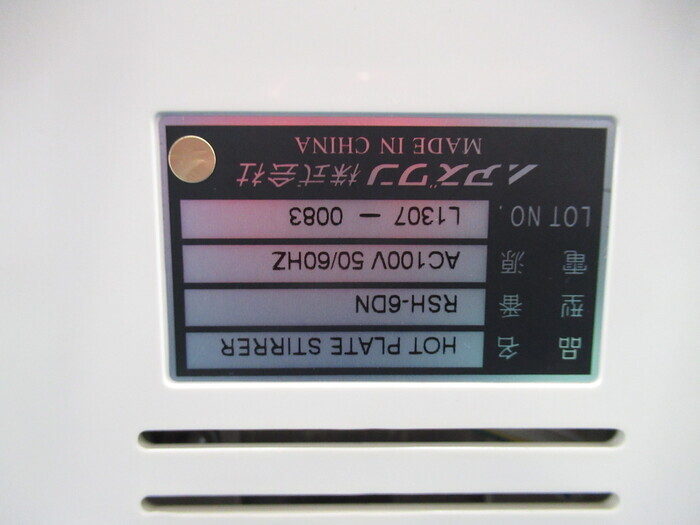 品名 HOT PLATE STIRRER
型番 RSH-6DN
電源 AC100V 50/60HZ
LOT NO. L1307-0083
アズワン株式会社
MADE IN CHINA